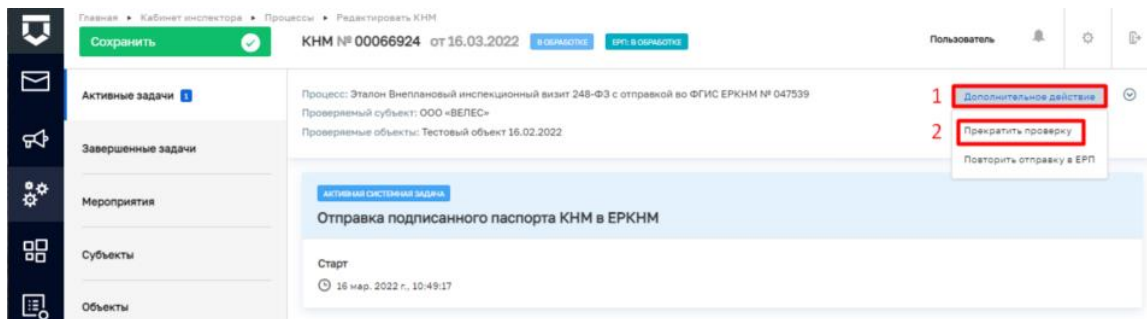 Главная ▸ Кабинет инспектора ▸ Процессы ▸ Редактировать КНМ
Сохранить
КНМ № 00066924 от 16.03.2022 В ОБРАБОТКЕ ЕРП: В ОБРАБОТКЕ
Пользователь
Активные задачи 1
Процесс: Эталон Внеплановый инспекционный визит 248-ФЗ с отправкой во ФГИС ЕРКНМ № 047539
Проверяемый субъект: ООО «ВЕЛЕС»
Проверяемые объекты: Тестовый объект 16.02.2022
1 Дополнительное действие
2 Прекратить проверку
Повторить отправку в ЕРП
Завершенные задачи
Мероприятия
Субъекты
Объекты
АКТИВНАЯ СИСТЕМНАЯ ЗАДАЧА
Отправка подписанного паспорта КНМ в ЕРКНМ
Старт
16 мар. 2022 г., 10:49:17